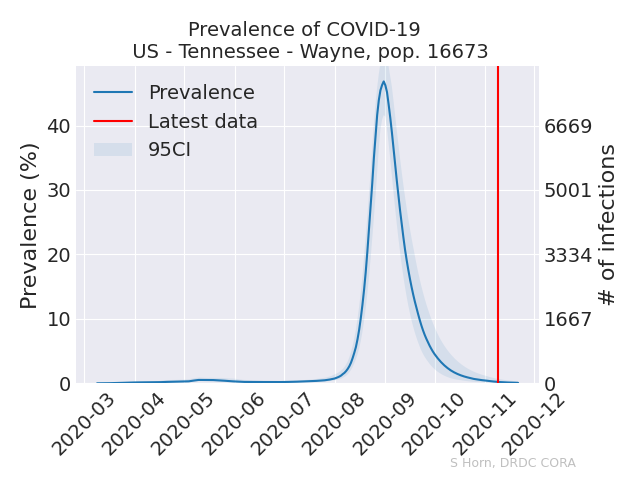 Prevalence of COVID-19
US - Tennessee - Wayne, pop. 16673
Prevalence
Latest data
95CI
Prevalence (%)
40
30
20
10
0
6669
5001
3334
1667
0
# of infections
2020-03
2020-04
2020-05
2020-06
2020-07
2020-08
2020-09
2020-10
2020-11
2020-12
S Horn, DRDC CORA